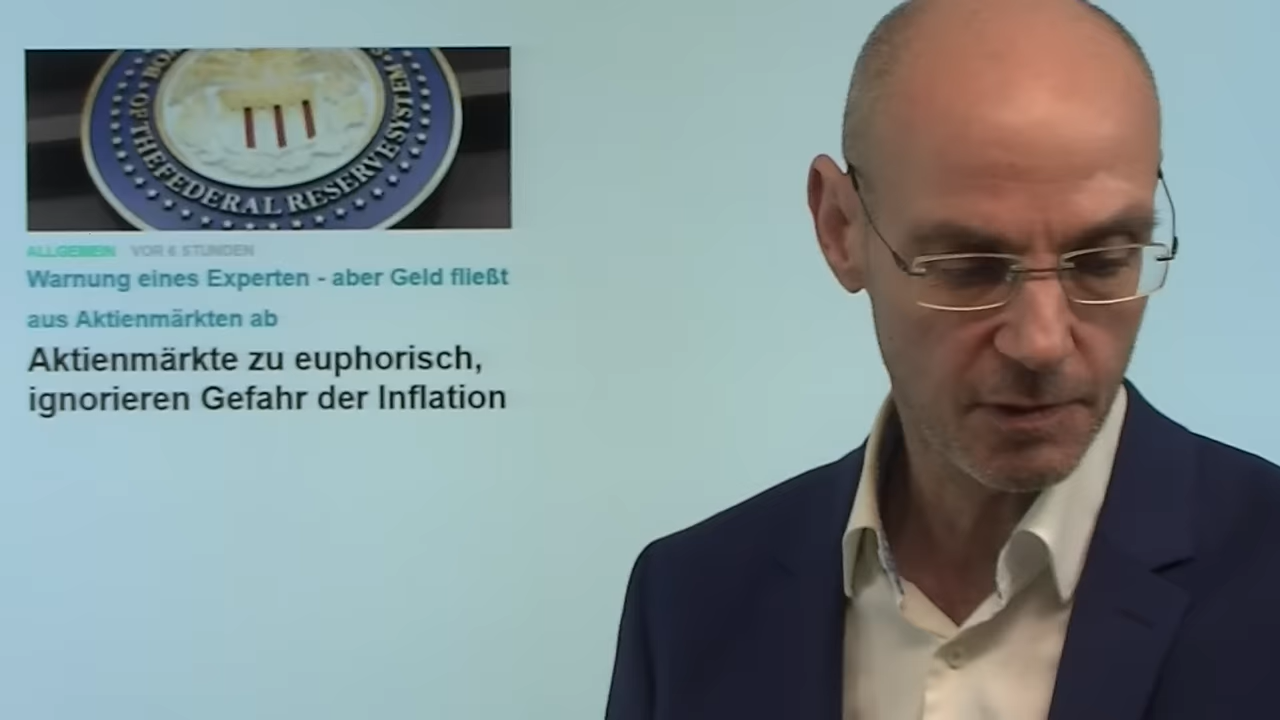 BOARD OF THE FEDERAL RESERVE SYSTEM
ALLGEMEIN VOR 6 STUNDEN
Warnung eines Experten - aber Geld fließt
aus Aktienmärkten ab
Aktienmärkte zu euphorisch,
ignorieren Gefahr der Inflation